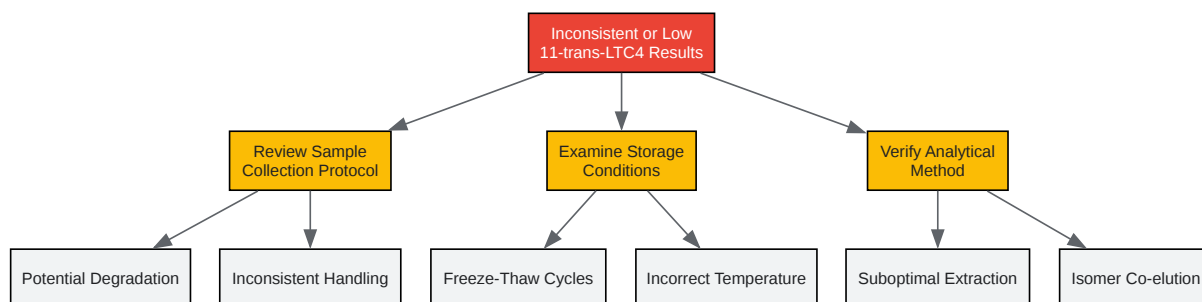 Inconsistent or Low
11-trans-LTC4 Results
Review Sample
Collection Protocol
Examine Storage
Conditions
Verify Analytical
Method
Potential Degradation
Inconsistent Handling
Freeze-Thaw Cycles
Incorrect Temperature
Suboptimal Extraction
Isomer Co-elution